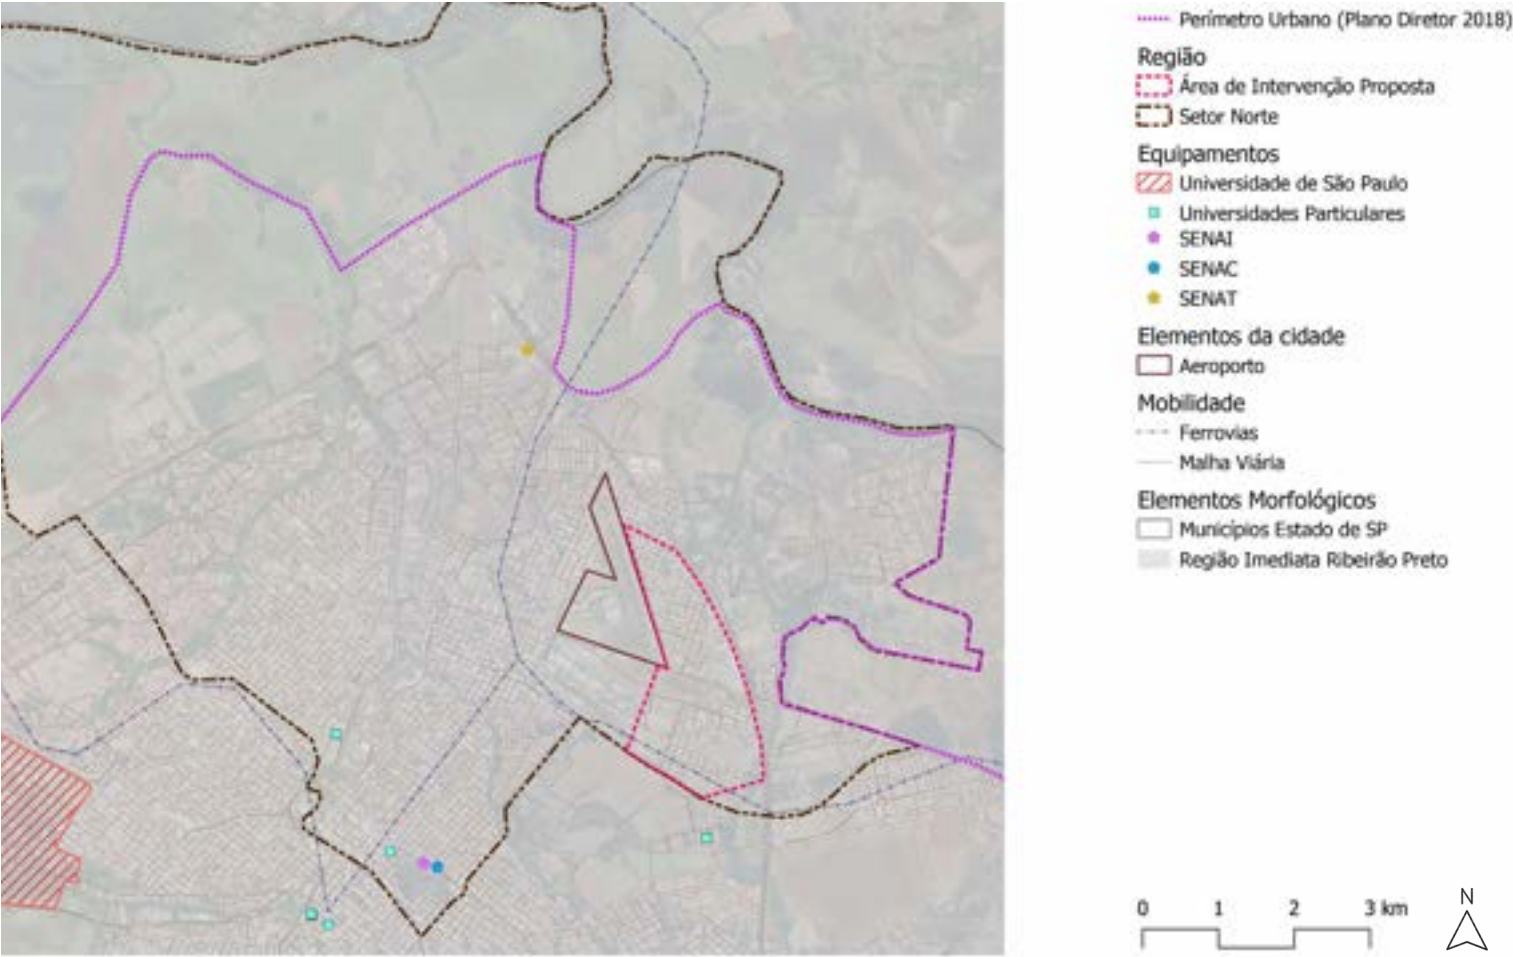 Perímetro Urbano (Plano Diretor 2018)
Região
Área de Intervenção Proposta
Setor Norte
Equipamentos
Universidade de São Paulo
Universidades Particulares
SENAI
SENAC
SENAT
Elementos da cidade
Aeroporto
Mobilidade
Ferrovias
Malha Viária
Elementos Morfológicos
Municípios Estado de SP
Região Imediata Ribeirão Preto
0 1 2 3 km
N